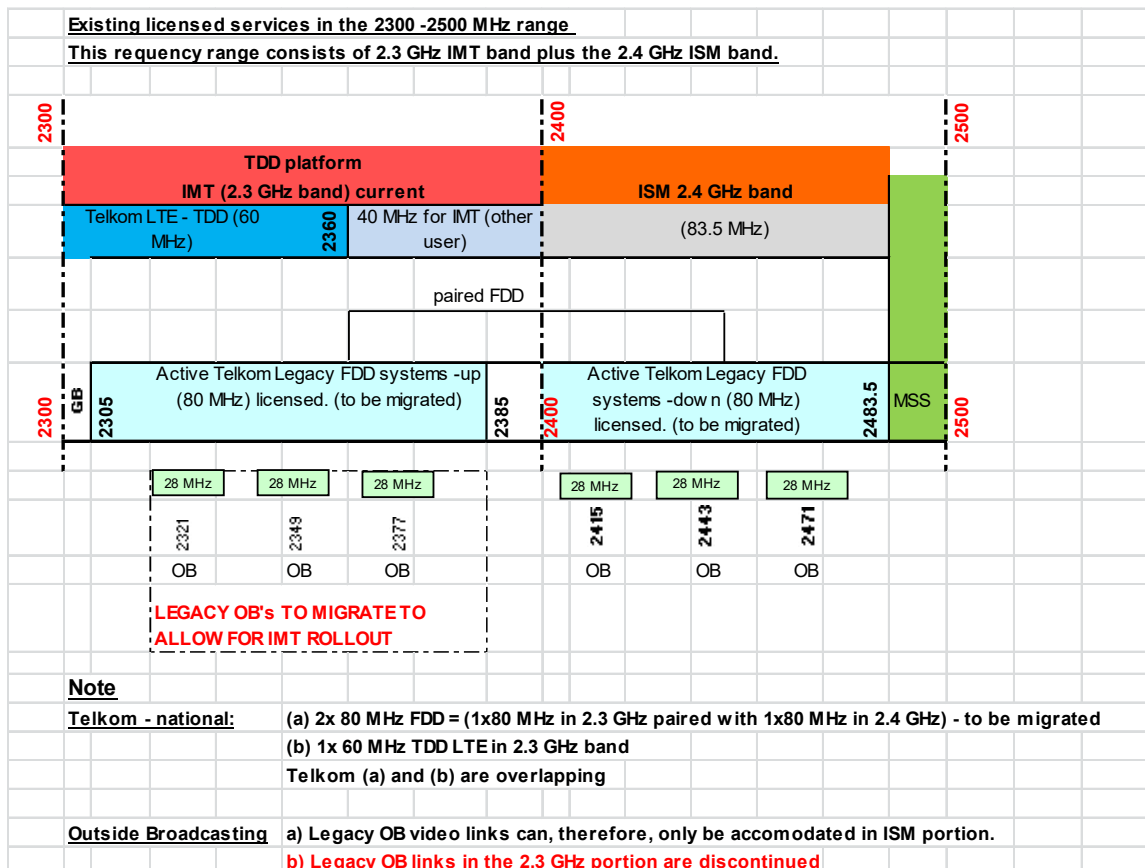 Existing licensed services in the 2300 -2500 MHz range
This requency range consists of 2.3 GHz IMT band plus the 2.4 GHz ISM band.
2300
2400
2500
TDD platform
IMT (2.3 GHz band) current
ISM 2.4 GHz band
Telkom LTE - TDD (60
MHz)
2360
40 MHz for IMT (other
user)
(83.5 MHz)
paired FDD
2300
GB
2305
Active Telkom Legacy FDD systems -up
(80 MHz) licensed. (to be migrated)
2385
2400
Active Telkom Legacy FDD
systems -down (80 MHz)
licensed. (to be migrated)
2483.5
MSS
2500
28 MHz
28 MHz
28 MHz
28 MHz
28 MHz
28 MHz
2321
2349
2377
2415
2443
2471
OB
OB
OB
OB
OB
OB
LEGACY OB's TO MIGRATE TO
ALLOW FOR IMT ROLLOUT
Note
Telkom - national: (a) 2x 80 MHz FDD = (1x80 MHz in 2.3 GHz paired with 1x80 MHz in 2.4 GHz) - to be migrated
(b) 1x 60 MHz TDD LTE in 2.3 GHz band
Telkom (a) and (b) are overlapping
Outside Broadcasting a) Legacy OB video links can, therefore, only be accomodated in ISM portion.
b) Legacy OB links in the 2.3 GHz portion are discontinued